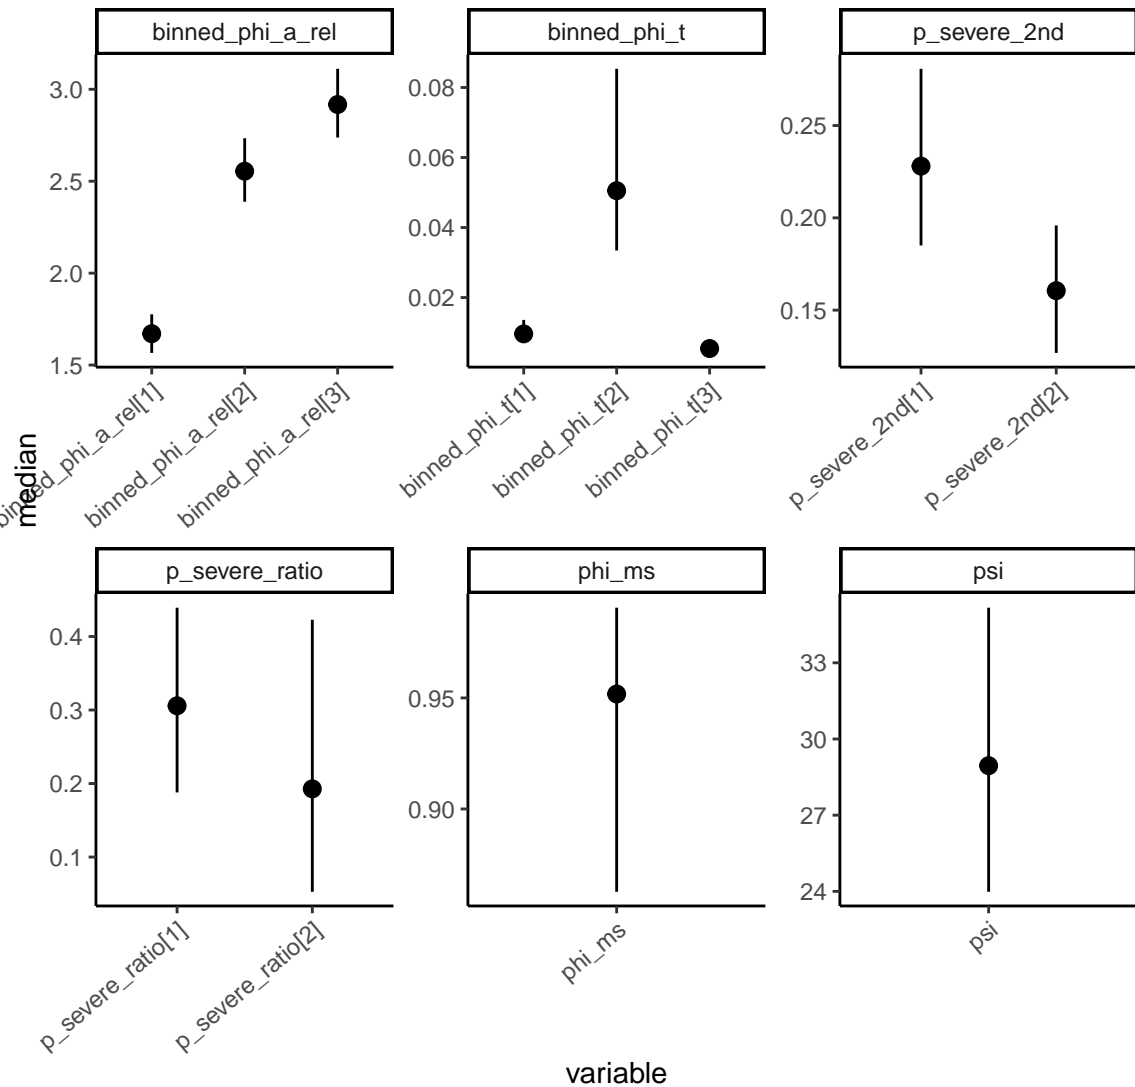 binned_phi_a_rel
binned_phi_t
p_severe_2nd
3.0
2.5
2.0
1.5
0.08
0.06
0.04
0.02
0.25
0.20
0.15
binned_phi_a_rel[1]
binned_phi_a_rel[2]
binned_phi_a_rel[3]
binned_phi_t[1]
binned_phi_t[2]
binned_phi_t[3]
p_severe_2nd[1]
p_severe_2nd[2]
median
p_severe_ratio
phi_ms
psi
0.4
0.3
0.2
0.1
0.95
0.90
33
30
27
24
p_severe_ratio[1]
p_severe_ratio[2]
phi_ms
psi
variable